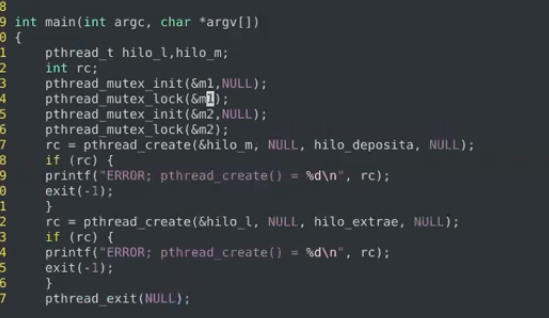 8
9 int main(int argc, char *argv[])
0 {
1 pthread_t hilo_l,hilo_m;
2 int rc;
3 pthread_mutex_init(&m1,NULL);
4 pthread_mutex_lock(&m1);
5 pthread_mutex_init(&m2,NULL);
6 pthread_mutex_lock(&m2);
7 rc = pthread_create(&hilo_m, NULL, hilo_deposita, NULL);
8 if (rc) {
9 printf("ERROR; pthread_create() = %d\n", rc);
0 exit(-1);
1 }
2 rc = pthread_create(&hilo_l, NULL, hilo_extrae, NULL);
3 if (rc) {
4 printf("ERROR; pthread_create() = %d\n", rc);
5 exit(-1);
6 }
7 pthread_exit(NULL);